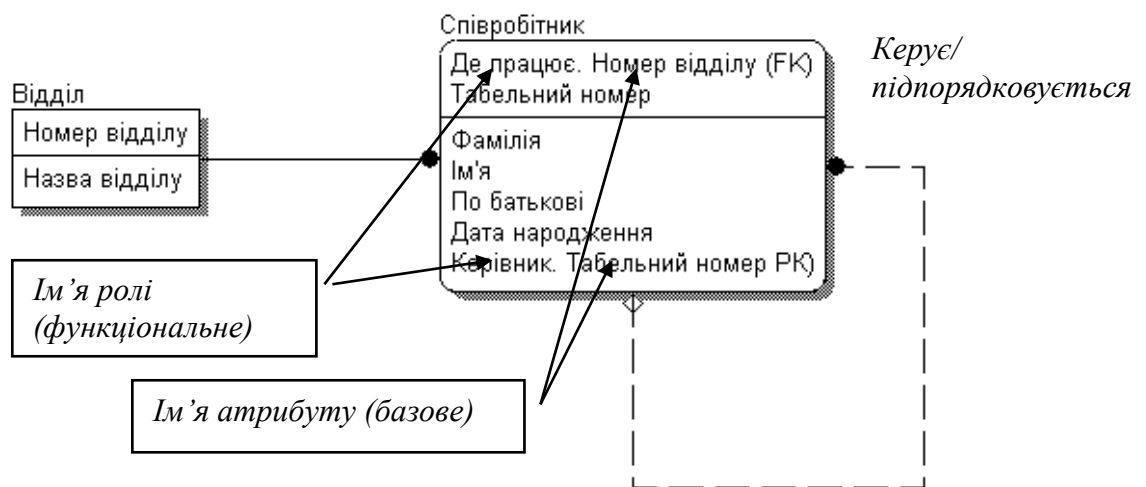 Співробітник
Де працює. Номер відділу (FK)
Табельний номер
Фамілія
Ім'я
По батькові
Дата народження
Керівник. Табельний номер РК)
Керує/
підпорядковується
Відділ
Номер відділу
Назва відділу
Ім’я ролі
(функціональне)
Ім’я атрибуту (базове)